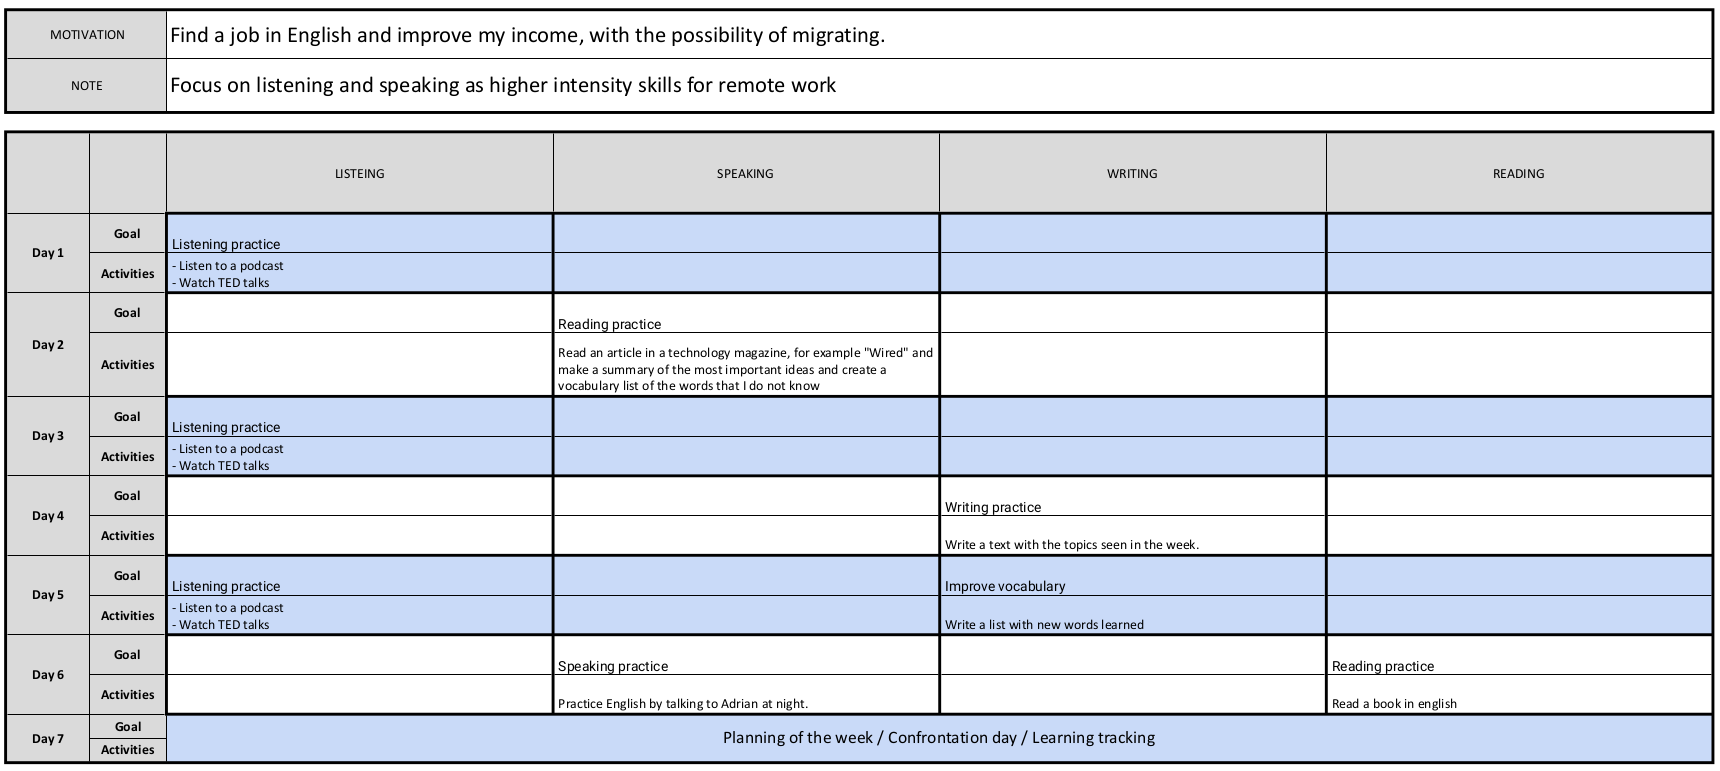 MOTIVATION
Find a job in English and improve my income, with the possibility of migrating.
NOTE
Focus on listening and speaking as higher intensity skills for remote work
LISTEING
SPEAKING
WRITING
READING
Day 1
Goal
Listening practice
Activities
- Listen to a podcast
- Watch TED talks
Day 2
Goal
Reading practice
Activities
Read an article in a technology magazine, for example "Wired" and
make a summary of the most important ideas and create a
vocabulary list of the words that I do not know
Day 3
Goal
Listening practice
Activities
- Listen to a podcast
- Watch TED talks
Day 4
Goal
Writing practice
Activities
Write a text with the topics seen in the week.
Day 5
Goal
Listening practice
Improve vocabulary
Activities
- Listen to a podcast
- Watch TED talks
Write a list with new words learned
Day 6
Goal
Speaking practice
Reading practice
Activities
Practice English by talking to Adrian at night.
Read a book in english
Day 7
Goal
Activities
Planning of the week / Confrontation day / Learning tracking